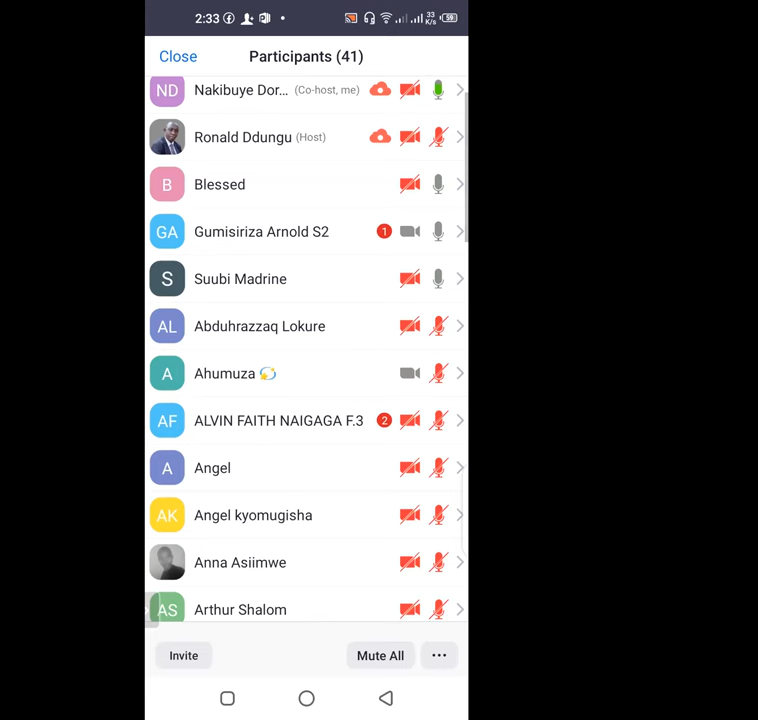 2:33 33 K/s 59
Close Participants (41)
ND Nakibuye Dor... (Co-host, me)
Ronald Ddungu (Host)
B Blessed
GA Gumisiriza Arnold S2 1
S Suubi Madrine
AL Abduhrazzaq Lokure
A Ahumuza 💫
AF ALVIN FAITH NAIGAGA F.3 2
A Angel
AK Angel kyomugisha
Anna Asiimwe
AS Arthur Shalom
Invite Mute All ...